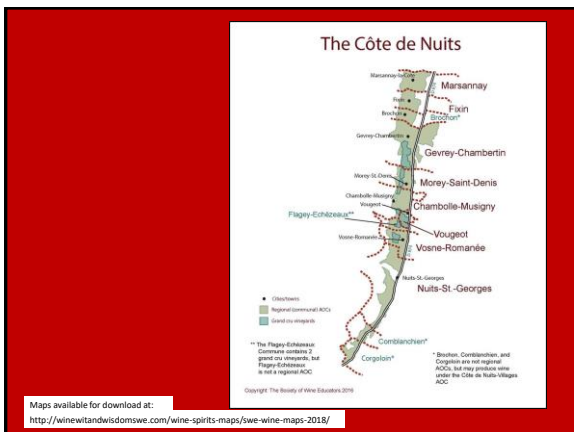 The Côte de Nuits
Marsannay-la-Côte
Marsannay
Fixin
Fixin
Brochon
Brochon*
Gevrey-Chambertin
Gevrey-Chambertin
Morey-St-Denis
Morey-Saint-Denis
Chambolle-Musigny
Chambolle-Musigny
Vougeot
Flagey-Echézeaux**
Vougeot
Vosne-Romanée
Vosne-Romanée
Nuits-St.-Georges
Nuits-St.-Georges
Cities/towns
Regional (communal) AOCs
Grand cru vineyards
** The Flagey-Echézeaux
Commune contains 2
grand cru vineyards, but
Flagey-Echézeaux
is not a regional AOC
Comblanchien*
Corgoloin*
* Brochon, Comblanchien, and
Corgoloin are not regional
AOCs, but may produce wine
under the Côte de Nuits-Villages
AOC
Copyright: The Society of Wine Educators 2016
Maps available for download at:
http://winewitandwisdomswe.com/wine-spirits-maps/swe-wine-maps-2018/